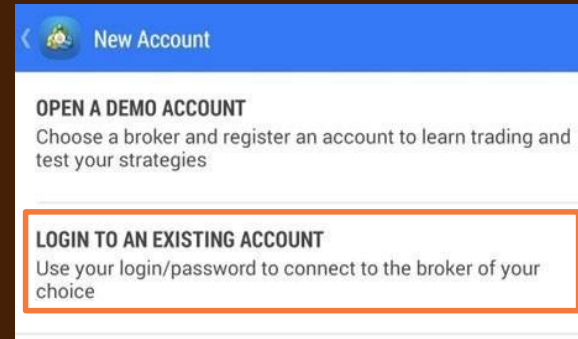 New Account
OPEN A DEMO ACCOUNT
Choose a broker and register an account to learn trading and
test your strategies
LOGIN TO AN EXISTING ACCOUNT
Use your login/password to connect to the broker of your
choice